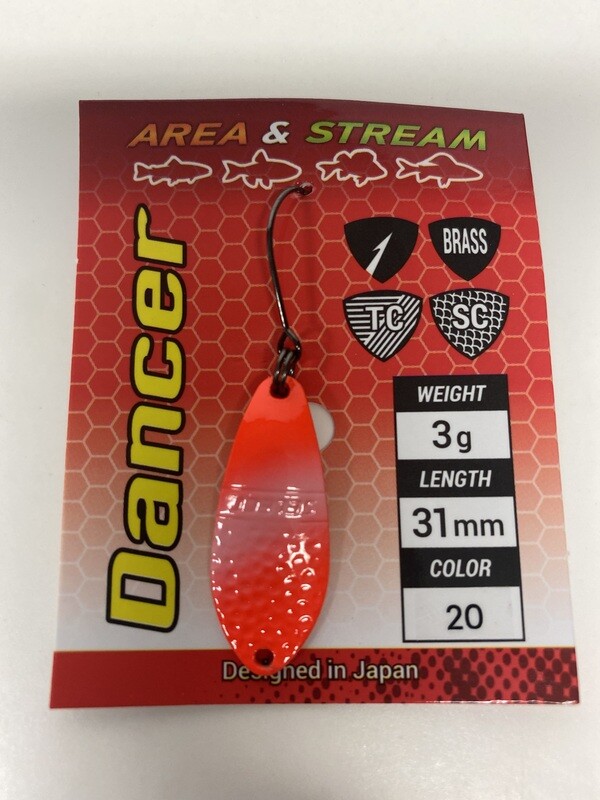 AREA & STREAM
Dancer
BRASS
TC
SC
WEIGHT
3g
LENGTH
31mm
COLOR
20
Designed in Japan